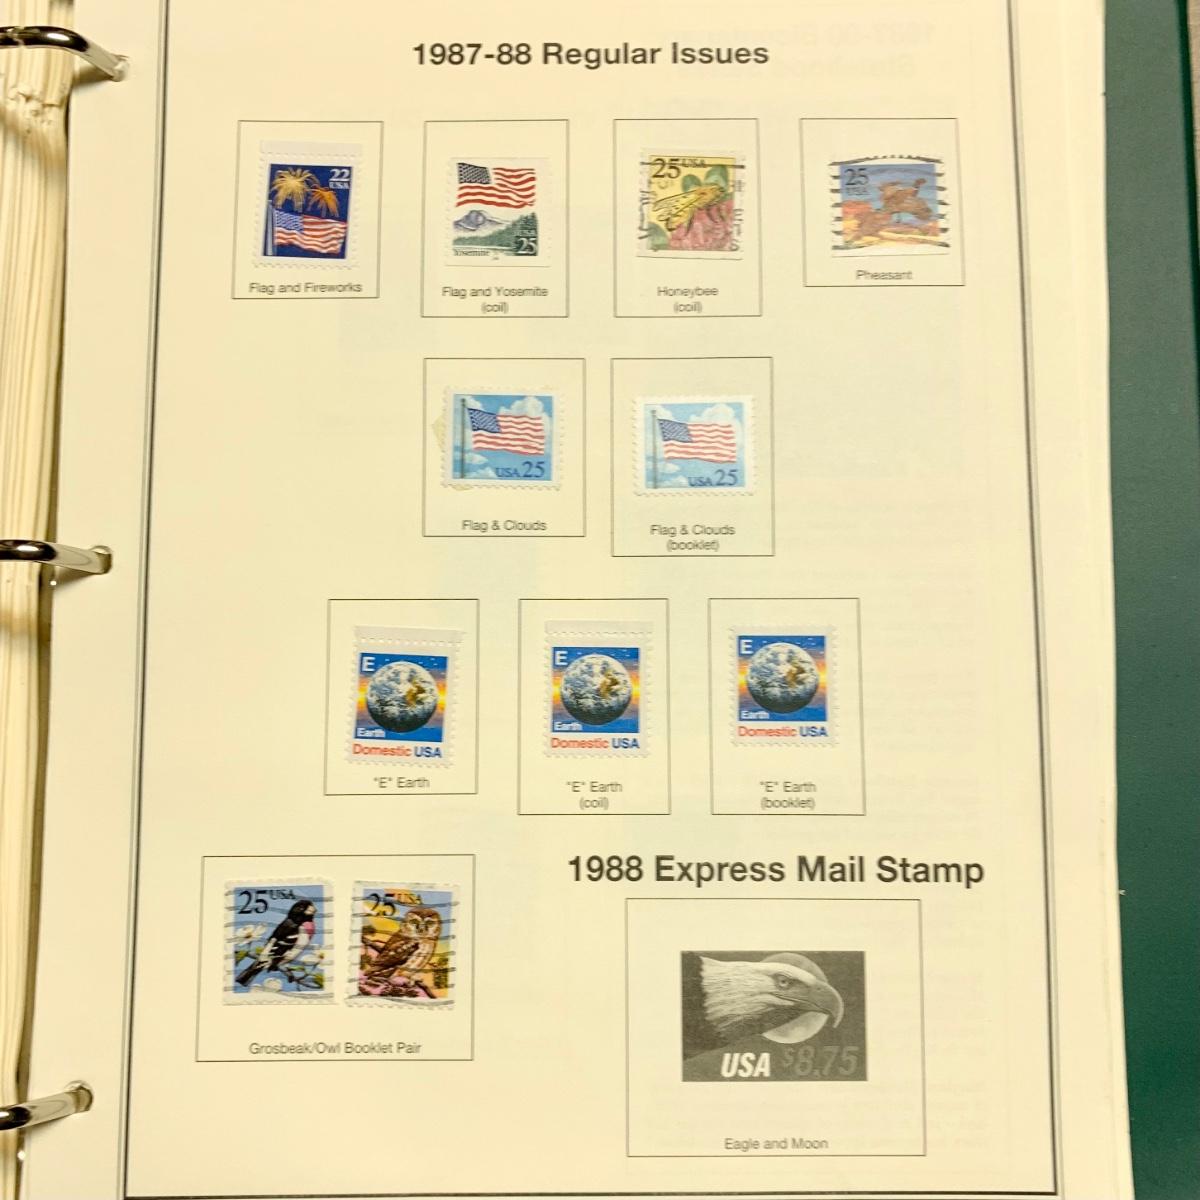 1987-88 Regular Issues
22
USA
Flag and Fireworks
USA
25
Yosemite
Flag and Yosemite
(coil)
25 USA
Honeybee
(coil)
25
USA
Pheasant
USA 25
Flag & Clouds
USA 25
Flag & Clouds
(booklet)
E
Earth
Domestic USA
"E" Earth
E
Earth
Domestic USA
"E" Earth
(coil)
E
Earth
Domestic USA
"E" Earth
(booklet)
25 USA
25 USA
Grosbeak/Owl Booklet Pair
1988 Express Mail Stamp
USA $8.75
Eagle and Moon